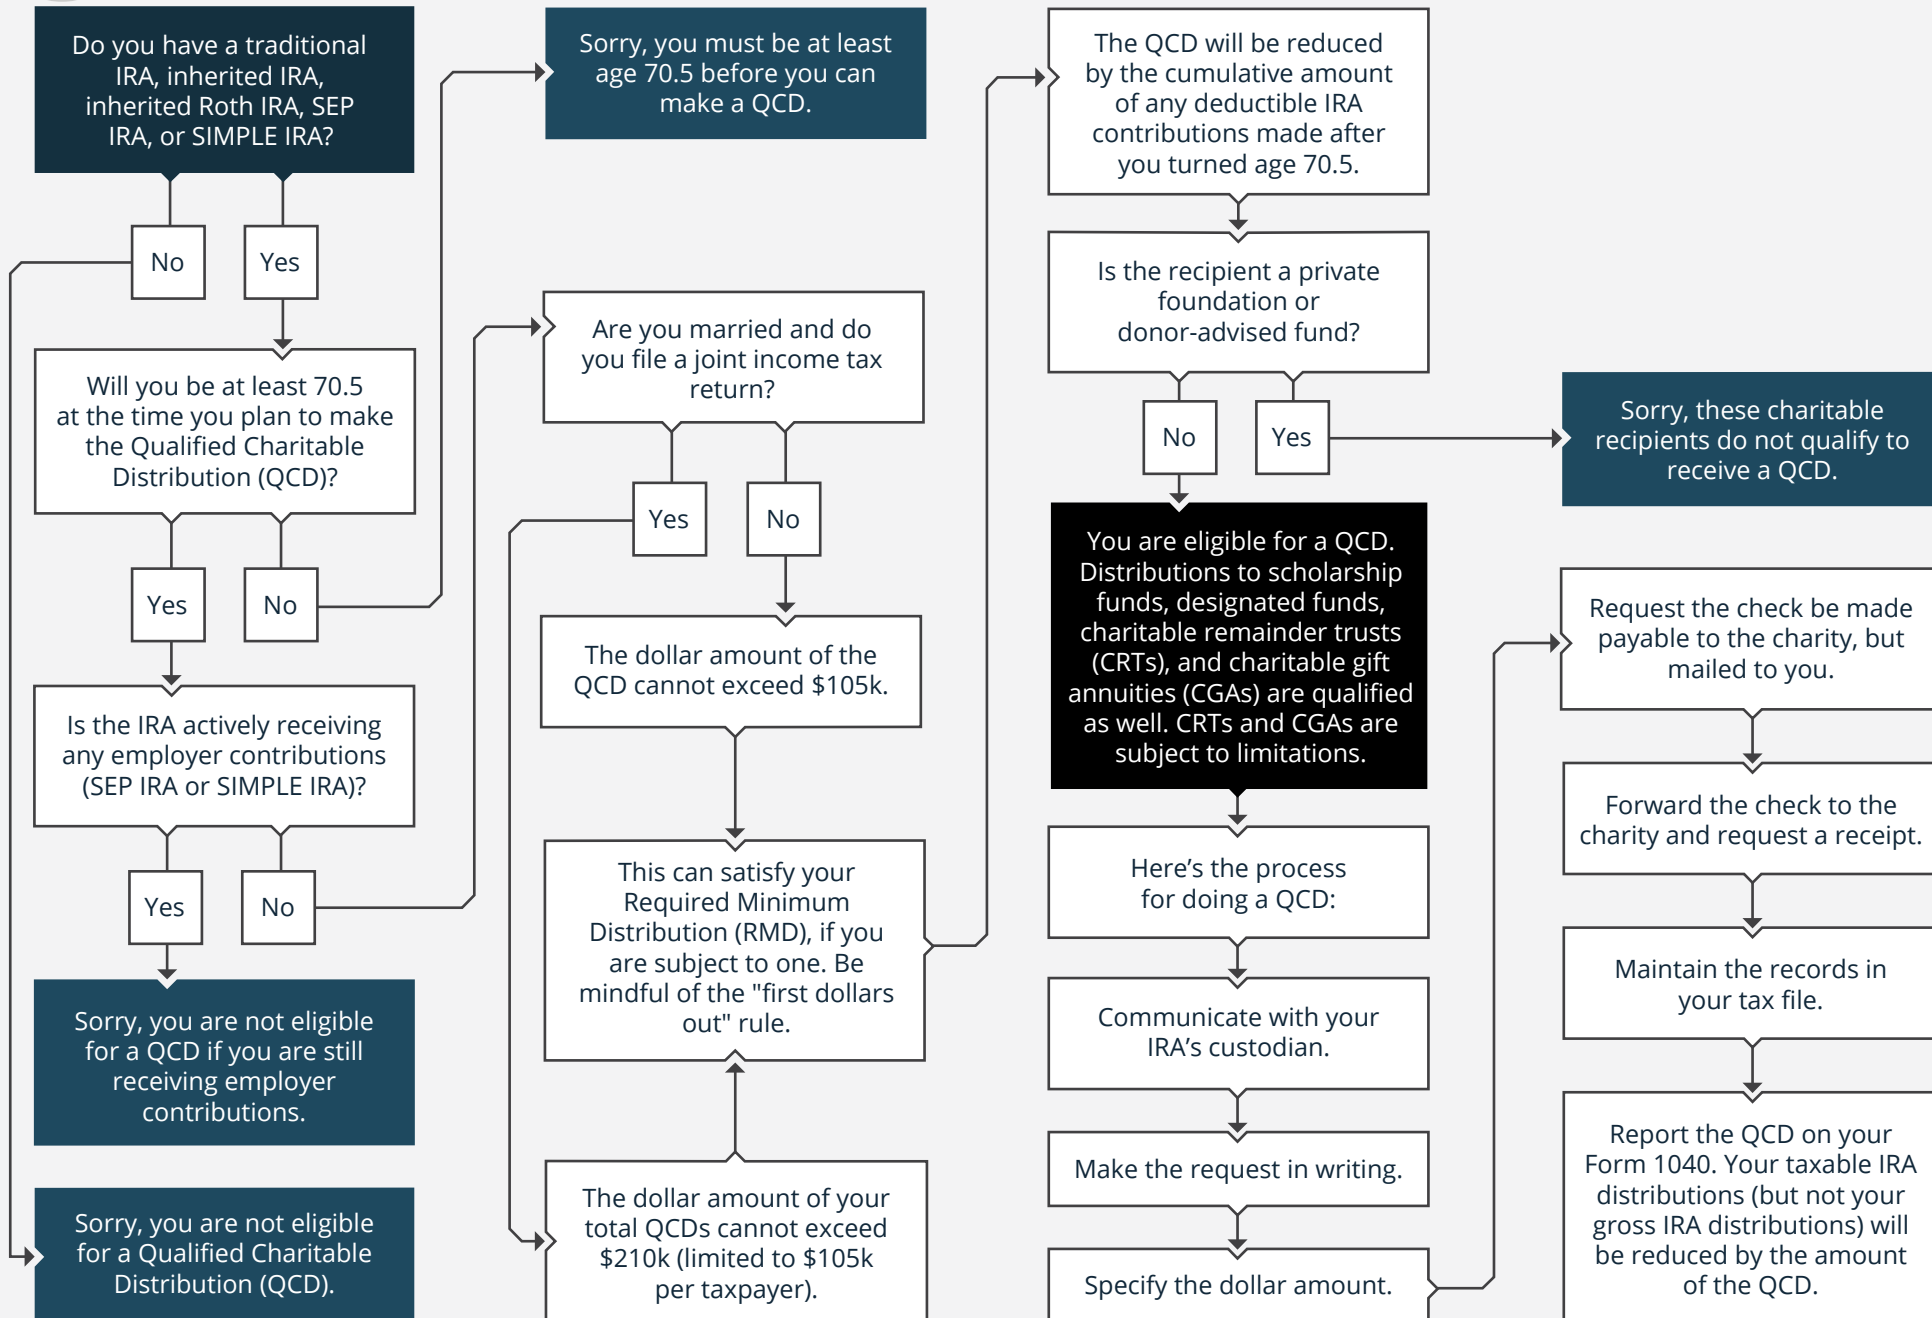 Do you have a traditional
IRA, inherited IRA,
inherited Roth IRA, SEP
IRA, or SIMPLE IRA?
No
Yes
Will you be at least 70.5
at the time you plan to make
the Qualified Charitable
Distribution (QCD)?
Yes
No
Is the IRA actively receiving
any employer contributions
(SEP IRA or SIMPLE IRA)?
Yes
No
Sorry, you are not eligible
for a QCD if you are still
receiving employer
contributions.
Sorry, you are not eligible
for a Qualified Charitable
Distribution (QCD).
Sorry, you must be at least
age 70.5 before you can
make a QCD.
Are you married and do
you file a joint income tax
return?
Yes
No
The dollar amount of the
QCD cannot exceed $105k.
This can satisfy your
Required Minimum
Distribution (RMD), if you
are subject to one. Be
mindful of the "first dollars
out" rule.
The dollar amount of your
total QCDs cannot exceed
$210k (limited to $105k
per taxpayer).
The QCD will be reduced
by the cumulative amount
of any deductible IRA
contributions made after
you turned age 70.5.
Is the recipient a private
foundation or
donor-advised fund?
No
Yes
Sorry, these charitable
recipients do not qualify to
receive a QCD.
You are eligible for a QCD.
Distributions to scholarship
funds, designated funds,
charitable remainder trusts
(CRTs), and charitable gift
annuities (CGAs) are qualified
as well. CRTs and CGAs are
subject to limitations.
Here’s the process
for doing a QCD:
Communicate with your
IRA’s custodian.
Make the request in writing.
Specify the dollar amount.
Request the check be made
payable to the charity, but
mailed to you.
Forward the check to the
charity and request a receipt.
Maintain the records in
your tax file.
Report the QCD on your
Form 1040. Your taxable IRA
distributions (but not your
gross IRA distributions) will
be reduced by the amount
of the QCD.